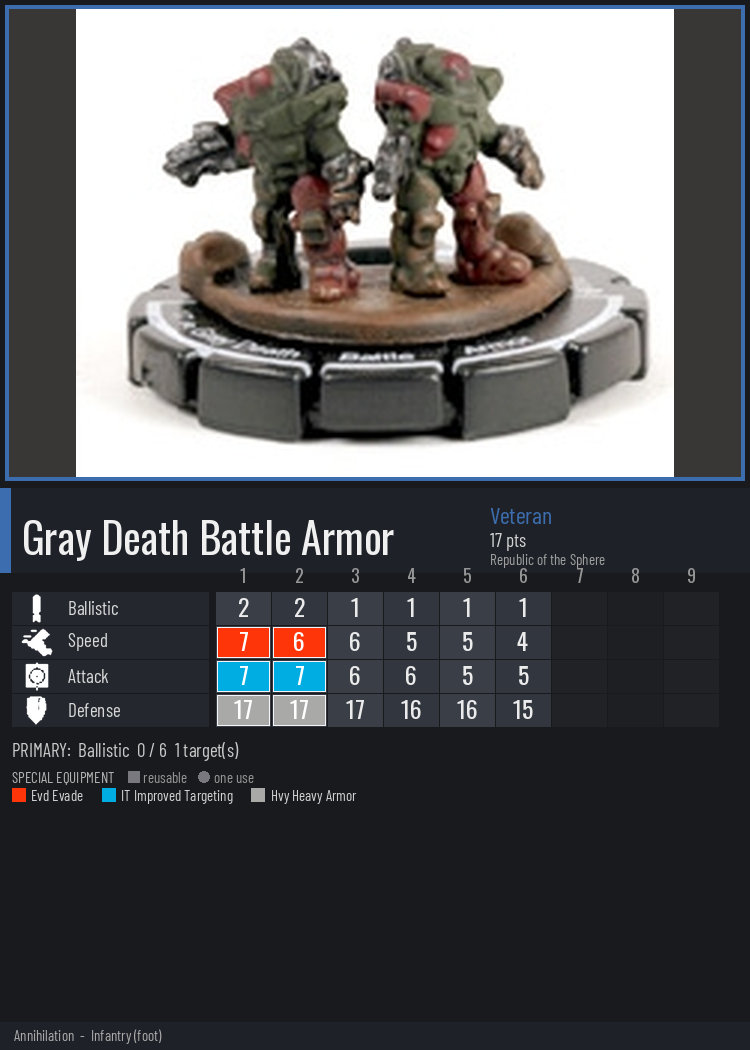 Gray Death Battle Armor
Gray Death Battle Armor
Veteran
17 pts
Republic of the Sphere
1 2 3 4 5 6 7 8 9
Ballistic 2 2 1 1 1 1
Speed 7 6 6 5 5 4
Attack 7 7 6 6 5 5
Defense 17 17 17 16 16 15
PRIMARY: Ballistic 0 / 6 1 target(s)
SPECIAL EQUIPMENT reusable one use
Evd Evade IT Improved Targeting Hvy Heavy Armor
Annihilation - Infantry (foot)